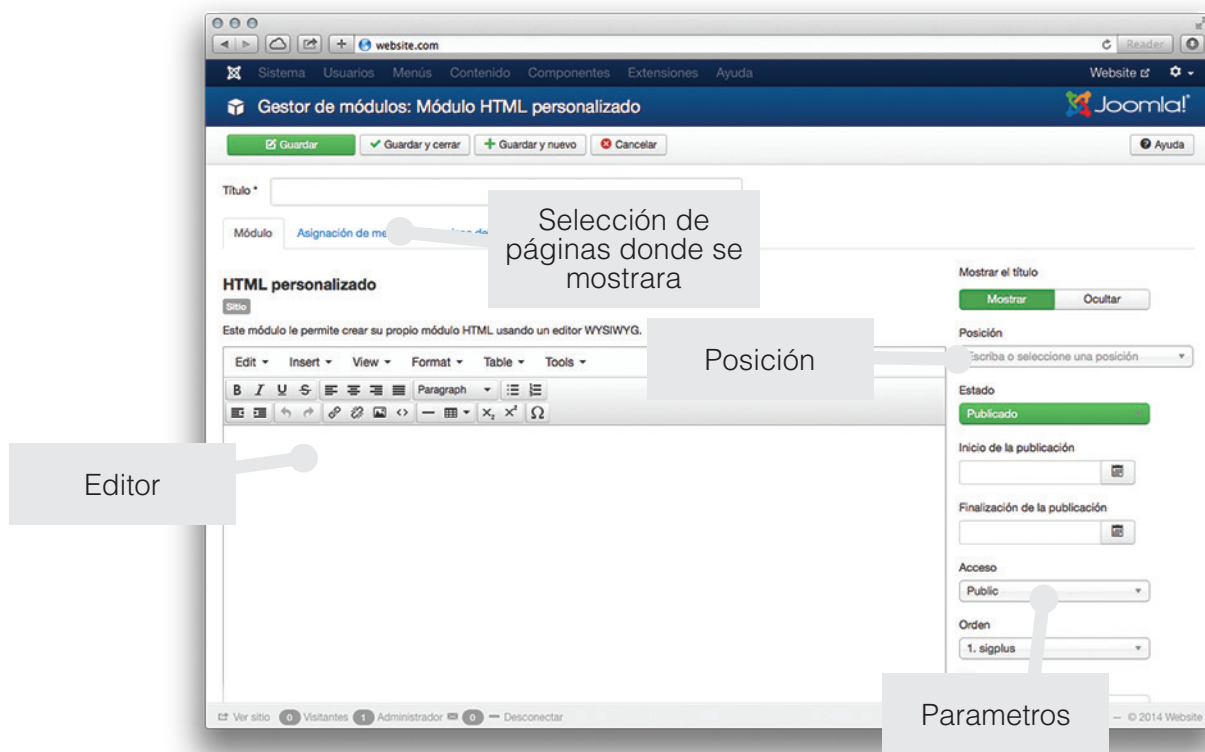 website.com
Reader
Sistema Usuarios Menús Contenido Componentes Extensiones Ayuda
Website
Gestor de módulos: Módulo HTML personalizado
Joomla!
Guardar
Guardar y cerrar
Guardar y nuevo
Cancelar
Ayuda
Título *
Selección de
páginas donde se
mostrara
Módulo
Asignación de
HTML personalizado
Sitio
Este módulo le permite crear su propio módulo HTML usando un editor WYSIWYG.
Edit Insert View Format Table Tools
B I U S Paragraph
X₂ X² Ω
Editor
Mostrar el título
Mostrar Ocultar
Posición
Posición
Escriba o seleccione una posición
Estado
Publicado
Inicio de la publicación
Finalización de la publicación
Acceso
Public
Orden
1. sigplus
Parametros
Ver sitio 0 Visitantes 1 Administrador 0 Desconectar
– © 2014 Website